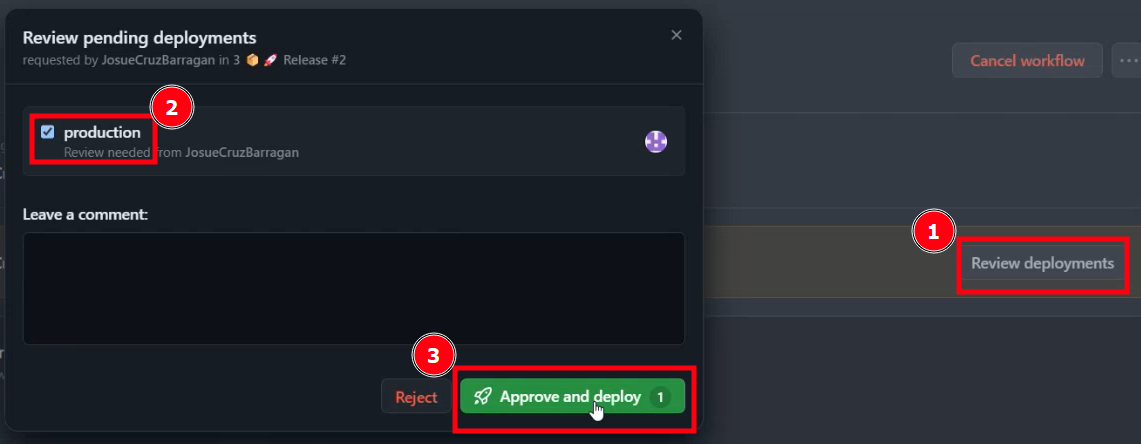 Review pending deployments
requested by JosueCruzBarragan in 3 📦 🚀 Release #2
Cancel workflow
2
production
Review needed from JosueCruzBarragan
Leave a comment:
1
Review deployments
3
Reject
Approve and deploy 1